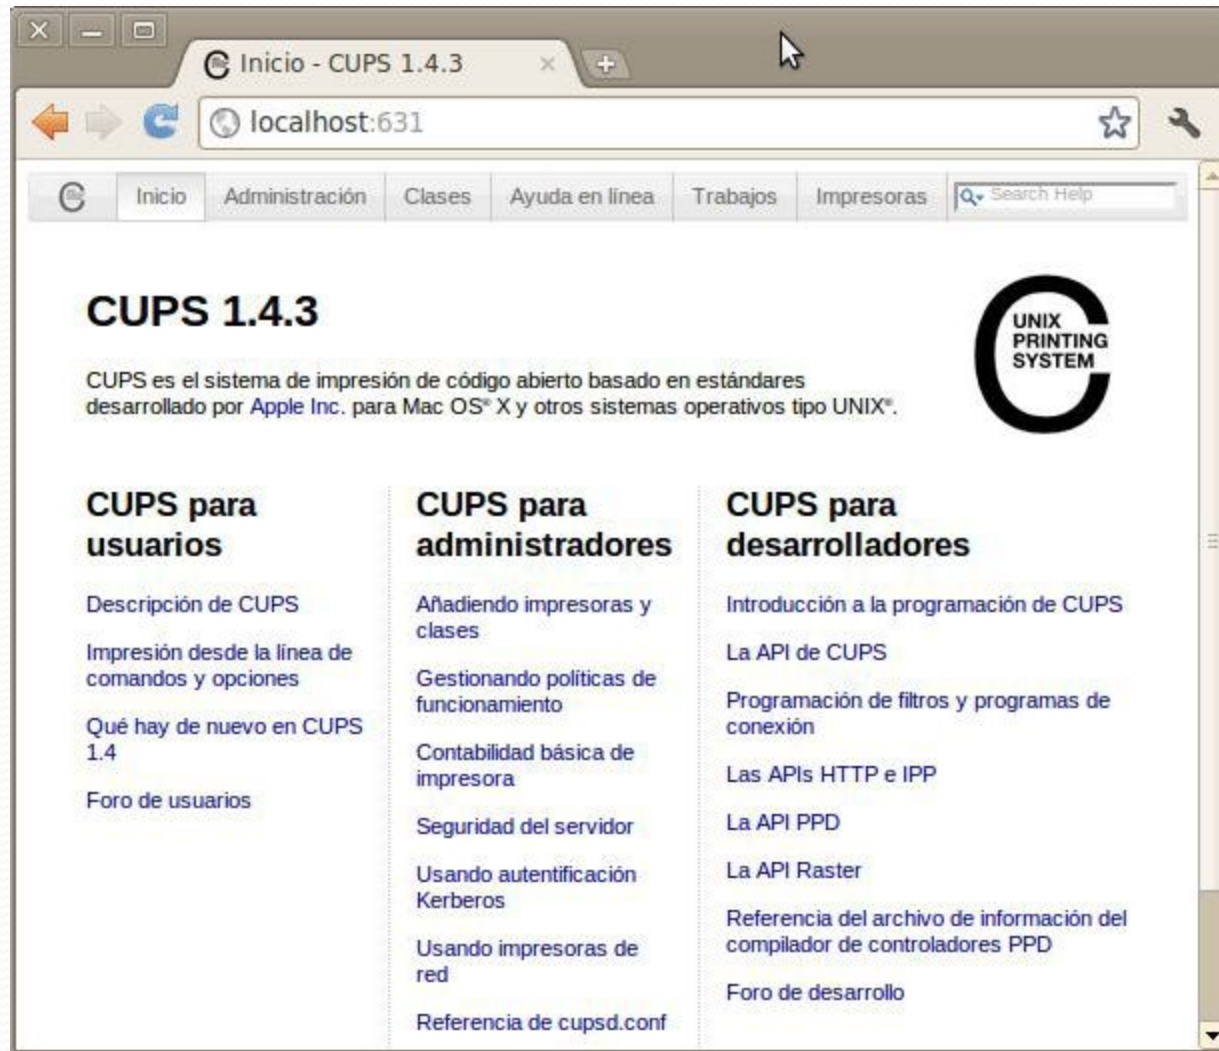 Inicio - CUPS 1.4.3
localhost:631
Inicio Administración Clases Ayuda en línea Trabajos Impresoras Search Help
CUPS 1.4.3
UNIX
PRINTING
SYSTEM
CUPS es el sistema de impresión de código abierto basado en estándares
desarrollado por Apple Inc. para Mac OS® X y otros sistemas operativos tipo UNIX®.
CUPS para
usuarios
Descripción de CUPS
Impresión desde la línea de
comandos y opciones
Qué hay de nuevo en CUPS
1.4
Foro de usuarios
CUPS para
administradores
Añadiendo impresoras y
clases
Gestionando políticas de
funcionamiento
Contabilidad básica de
impresora
Seguridad del servidor
Usando autentificación
Kerberos
Usando impresoras de
red
Referencia de cupsd.conf
CUPS para
desarrolladores
Introducción a la programación de CUPS
La API de CUPS
Programación de filtros y programas de
conexión
Las APIs HTTP e IPP
La API PPD
La API Raster
Referencia del archivo de información del
compilador de controladores PPD
Foro de desarrollo